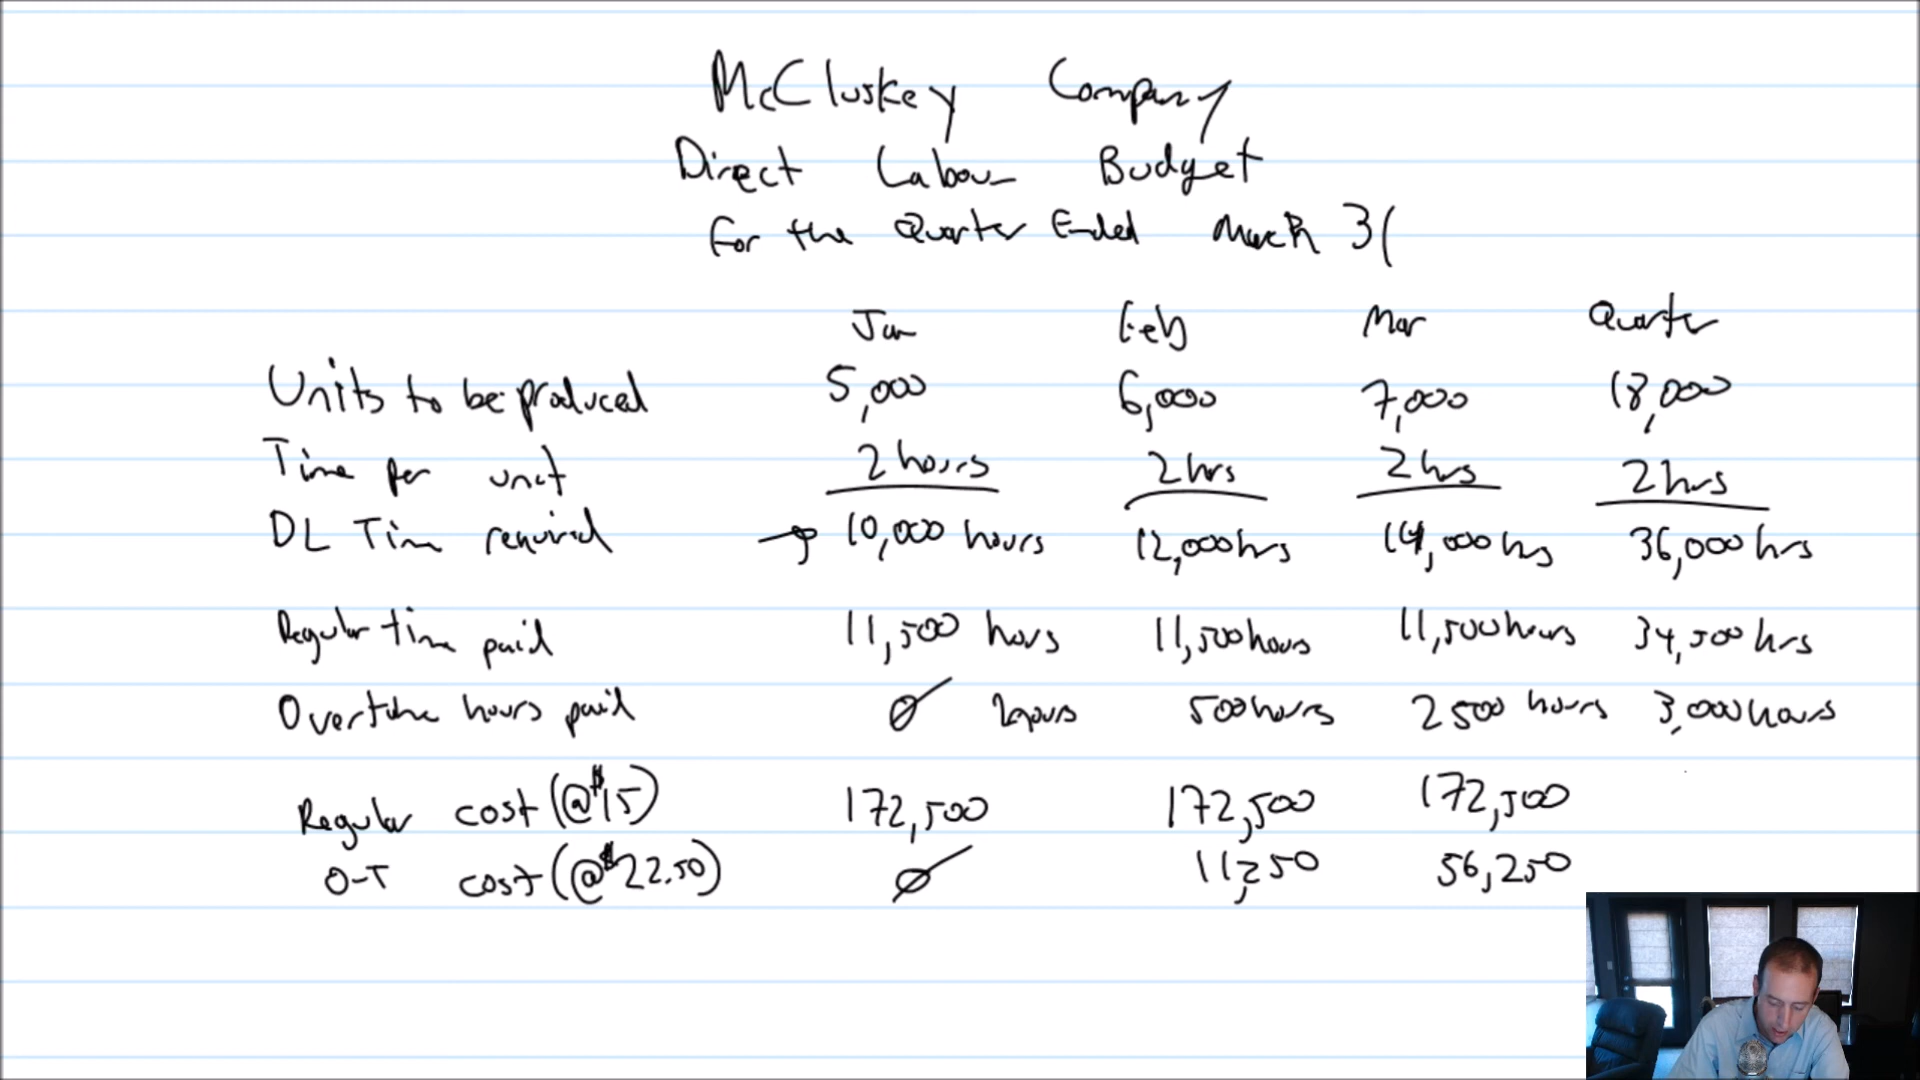 McCluskey Company
Direct Labour Budget
For the Quarter Ended March 31
Jan Feb Mar Quarter
Units to be produced 5,000 6,000 7,000 18,000
Time per unit 2 hours 2 hrs 2 hrs 2 hrs
DL Time required → 10,000 hours 12,000 hrs 14,000 hrs 36,000 hrs
Regular time paid 11,500 hours 11,500 hours 11,500 hours 34,500 hrs
Overtime hours paid Ø hours 500 hours 2500 hours 3,000 hours
Regular cost (@$15) 172,500 172,500 172,500
O-T cost (@$22.50) Ø 11,250 56,250